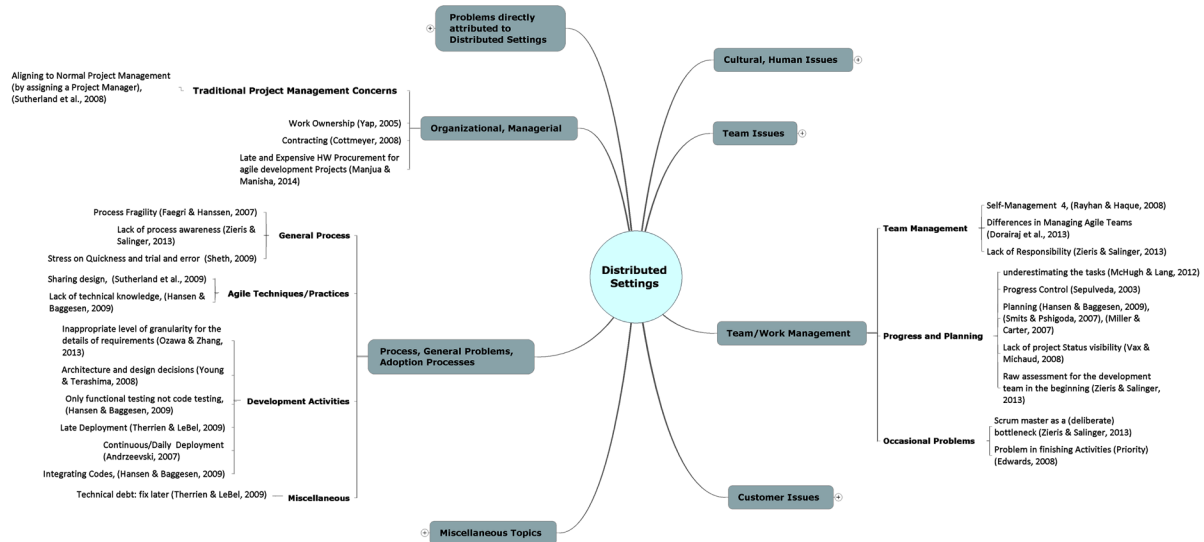 Problems directly
attributed to
Distributed Settings
Aligning to Normal Project Management
(by assigning a Project Manager),
(Sutherland et al., 2008)
Traditional Project Management Concerns
Work Ownership (Yap, 2005)
Contracting (Cottmeyer, 2008)
Late and Expensive HW Procurement for
agile development Projects (Manjua &
Manisha, 2014)
Organizational, Managerial
Process Fragility (Faegri & Hanssen, 2007)
Lack of process awareness (Zieris &
Salinger, 2013)
Stress on Quickness and trial and error (Sheth, 2009)
General Process
Sharing design, (Sutherland et al., 2009)
Lack of technical knowledge, (Hansen &
Baggesen, 2009)
Agile Techniques/Practices
Inappropriate level of granularity for the
details of requirements (Ozawa & Zhang,
2013)
Architecture and design decisions (Young
& Terashima, 2008)
Only functional testing not code testing,
(Hansen & Baggesen, 2009)
Late Deployment (Therrien & LeBel, 2009)
Continuous/Daily Deployment
(Andrzeevski, 2007)
Integrating Codes, (Hansen & Baggesen, 2009)
Development Activities
Technical debt: fix later (Therrien & LeBel, 2009)
Miscellaneous
Process, General Problems,
Adoption Processes
Miscellaneous Topics
Distributed
Settings
Cultural, Human Issues
Team Issues
Team/Work Management
Team Management
Self-Management 4, (Rayhan & Haque, 2008)
Differences in Managing Agile Teams
(Dorairaj et al., 2013)
Lack of Responsibility (Zieris & Salinger, 2013)
Progress and Planning
underestimating the tasks (McHugh & Lang, 2012)
Progress Control (Sepulveda, 2003)
Planning (Hansen & Baggesen, 2009),
(Smits & Pshigoda, 2007), (Miller &
Carter, 2007)
Lack of project Status visibility (Vax &
Michaud, 2008)
Raw assessment for the development
team in the beginning (Zieris & Salinger,
2013)
Occasional Problems
Scrum master as a (deliberate)
bottleneck (Zieris & Salinger, 2013)
Problem in finishing Activities (Priority)
(Edwards, 2008)
Customer Issues